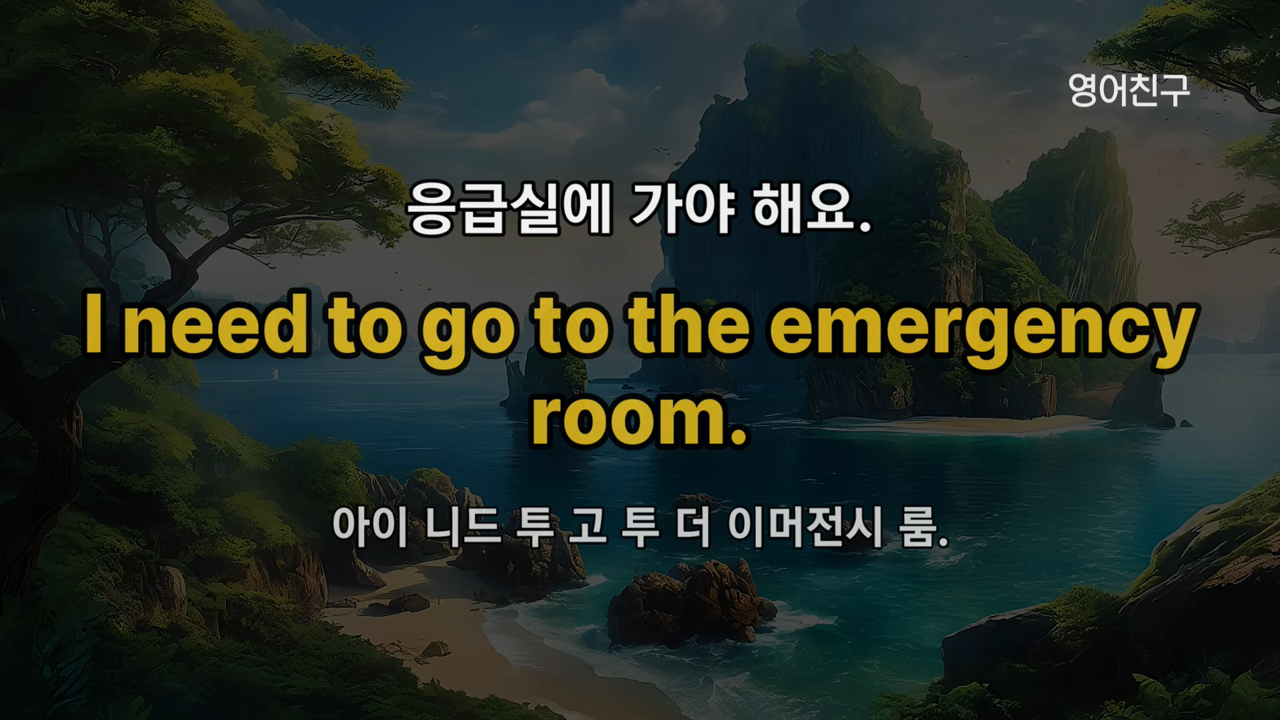 영어친구
응급실에 가야 해요.
I need to go to the emergency
room.
아이 니드 투 고 투 더 이머전시 룸.